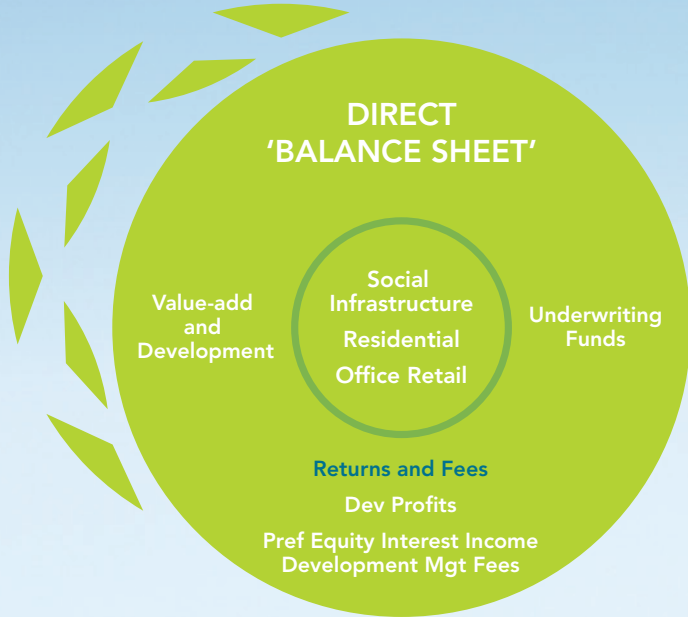 DIRECT
'BALANCE SHEET'
Value-add
and
Development
Social
Infrastructure
Residential
Office Retail
Underwriting
Funds
Returns and Fees
Dev Profits
Pref Equity Interest Income
Development Mgt Fees